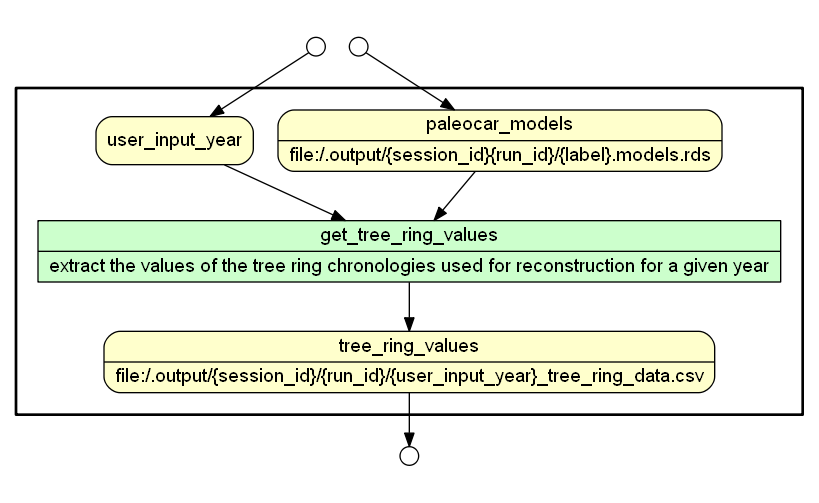 user_input_year
paleocar_models
file:/.output/{session_id}{run_id}/{label}.models.rds
get_tree_ring_values
extract the values of the tree ring chronologies used for reconstruction for a given year
tree_ring_values
file:/.output/{session_id}/{run_id}/{user_input_year}_tree_ring_data.csv